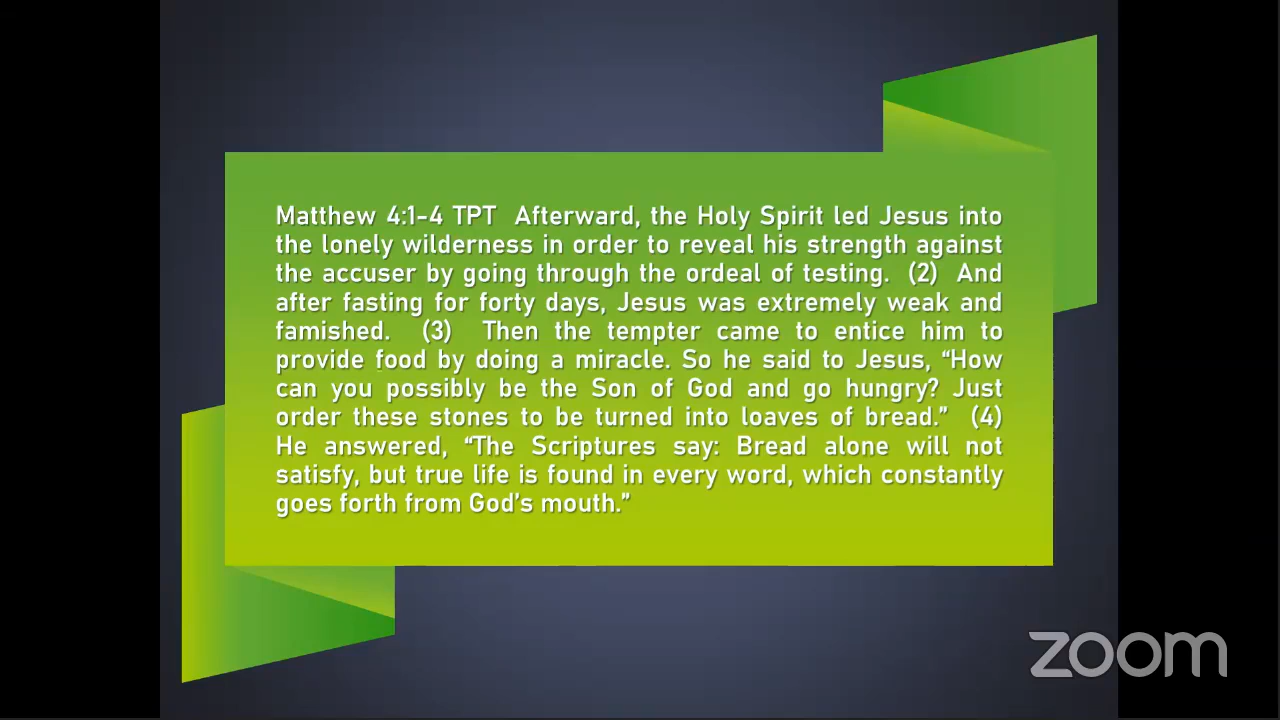 Matthew 4:1-4 TPT  Afterward, the Holy Spirit led Jesus into
the lonely wilderness in order to reveal his strength against
the accuser by going through the ordeal of testing.  (2)  And
after fasting for forty days, Jesus was extremely weak and
famished.  (3)  Then the tempter came to entice him to
provide food by doing a miracle. So he said to Jesus, “How
can you possibly be the Son of God and go hungry? Just
order these stones to be turned into loaves of bread.”  (4)
He answered, “The Scriptures say: Bread alone will not
satisfy, but true life is found in every word, which constantly
goes forth from God’s mouth.”
zoom